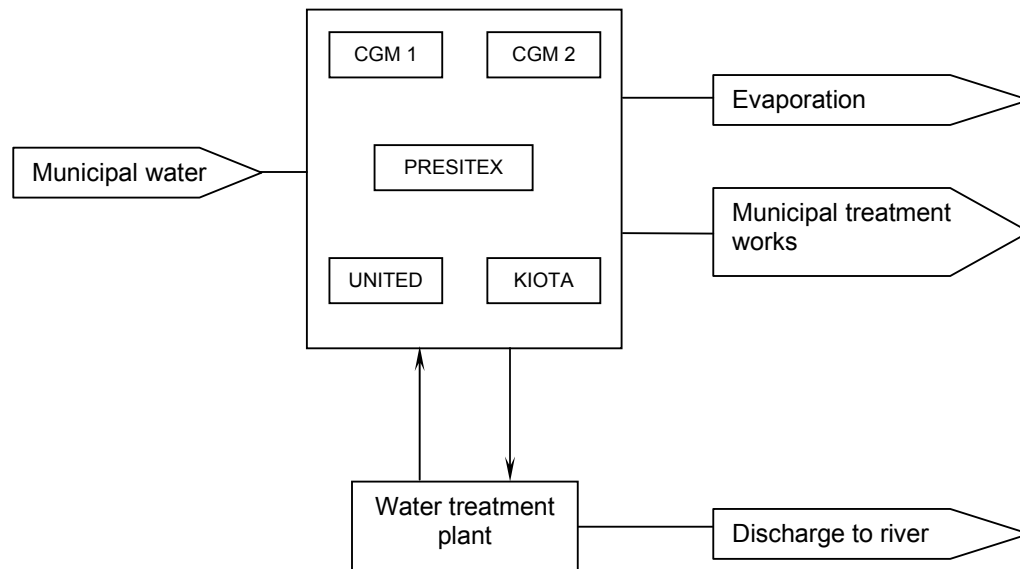 CGM 1
CGM 2
Evaporation
Municipal water
PRESITEX
Municipal treatment
works
UNITED
KIOTA
Water treatment
plant
Discharge to river